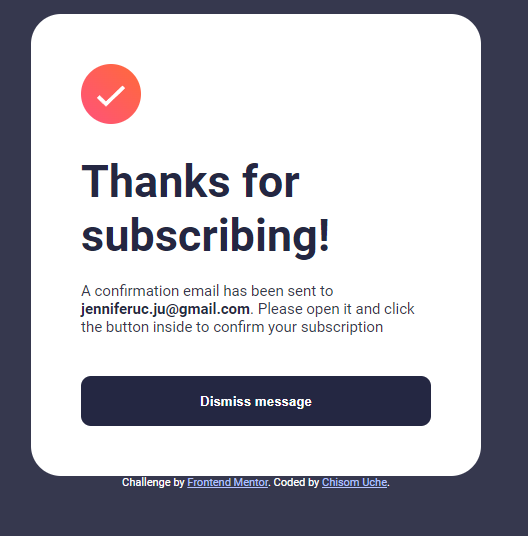 Thanks for
subscribing!
A confirmation email has been sent to
jenniferuc.ju@gmail.com. Please open it and click
the button inside to confirm your subscription
Dismiss message
Challenge by Frontend Mentor. Coded by Chisom Uche.